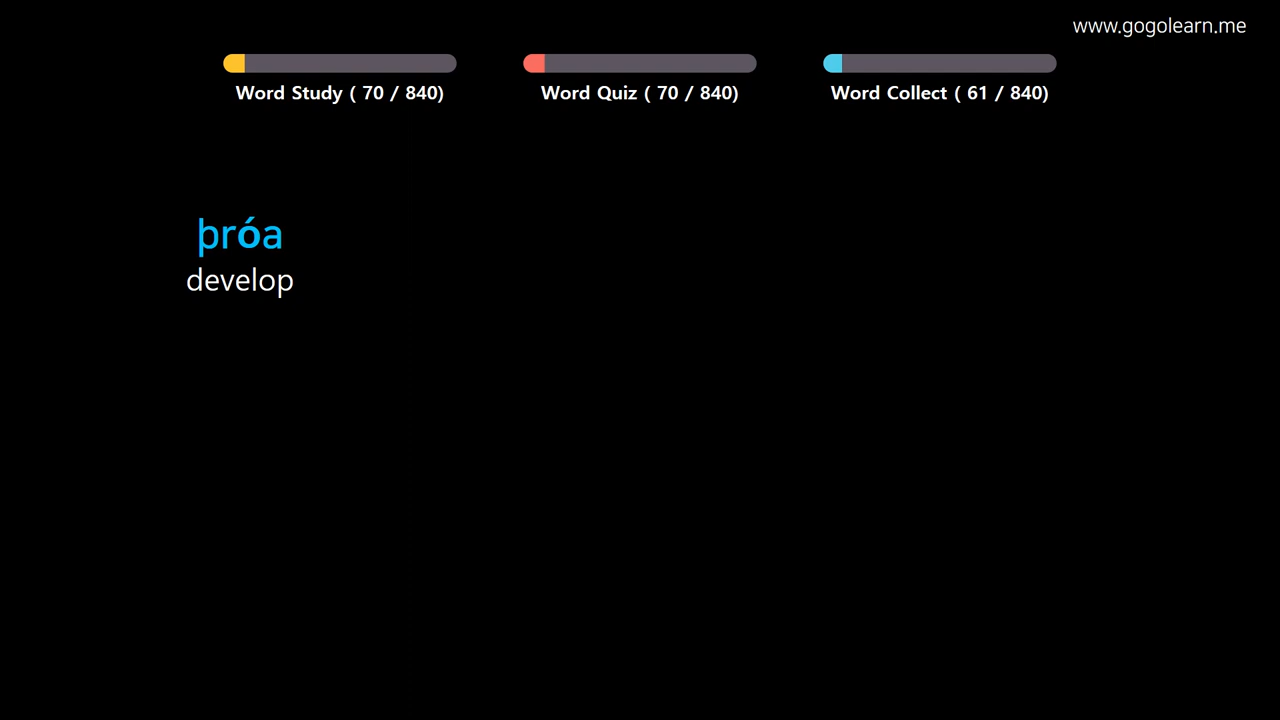 www.gogolearn.me
Word Study ( 70 / 840)
Word Quiz ( 70 / 840)
Word Collect ( 61 / 840)
þróa
develop